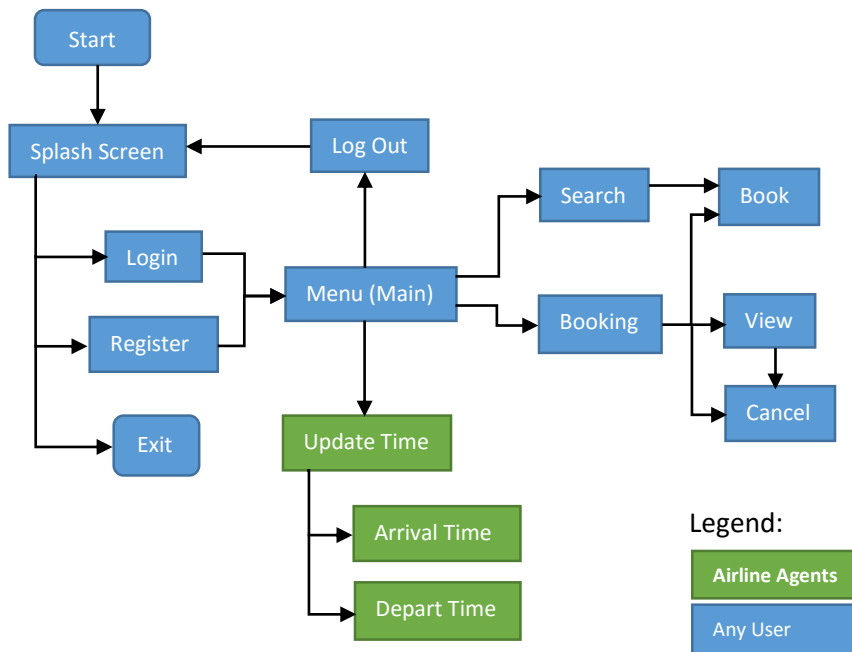 Start
Splash Screen
Log Out
Search
Book
Login
Menu (Main)
Booking
View
Register
Cancel
Exit
Update Time
Arrival Time
Depart Time
Legend:
Airline Agents
Any User